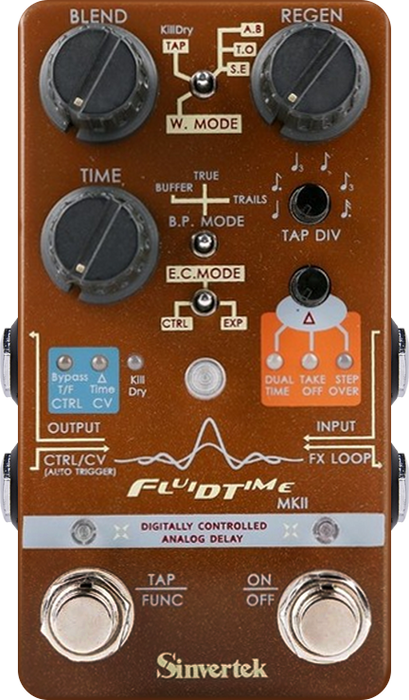 BLEND
KillDry
TAP
A.B
T.O
S.E
REGEN
W. MODE
TIME
TRUE
BUFFER
TRAILS
B.P. MODE
3
3
TAP DIV
E.C.MODE
CTRL
EXP
Δ
Bypass
T/F
CTRL
Δ
Time
CV
Kill
Dry
DUAL
TIME
TAKE
OFF
STEP
OVER
OUTPUT
INPUT
CTRL/CV
(AUTO TRIGGER)
FX LOOP
FLUIDTIME
MKII
DIGITALLY CONTROLLED
ANALOG DELAY
TAP
FUNC
ON
OFF
Sinvertek